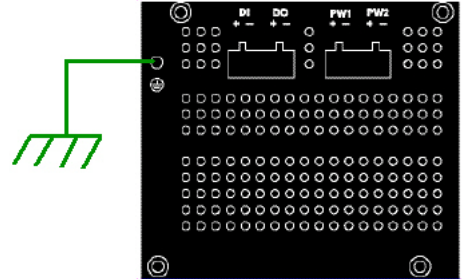 DI DO PW1 PW2
+ − + − + − + −